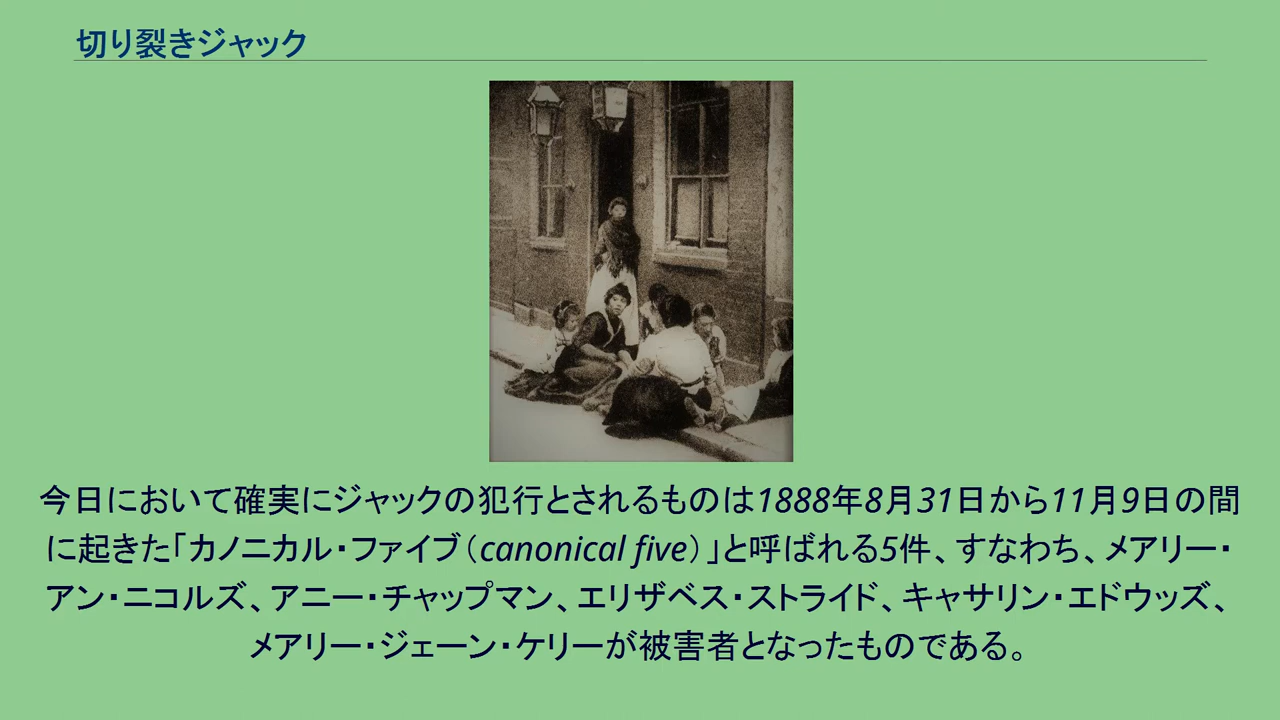 切り裂きジャック
今日において確実にジャックの犯行とされるものは1888年8月31日から11月9日の間
に起きた「カノニカル・ファイブ（canonical five）」と呼ばれる5件、すなわち、メアリー・
アン・ニコルズ、アニー・チャップマン、エリザベス・ストライド、キャサリン・エドウッズ、
メアリー・ジェーン・ケリーが被害者となったものである。